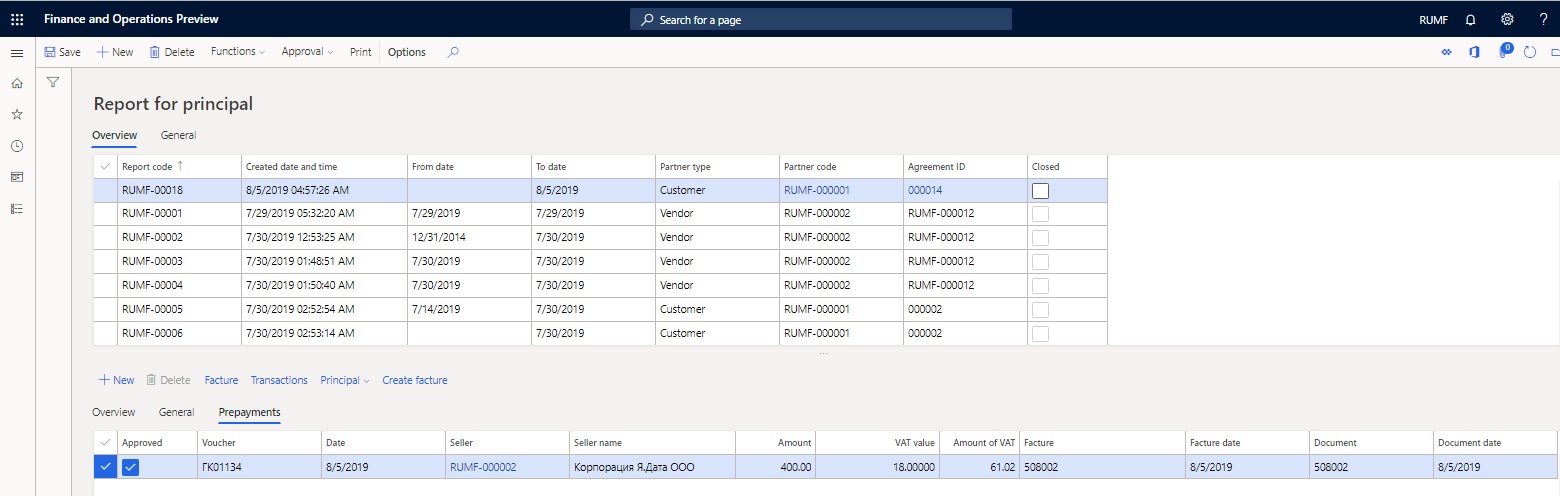 Finance and Operations Preview Search for a page RUMF ?
Save New Delete Functions Approval Print Options 0
Report for principal
Overview General
Report code ↑ Created date and time From date To date Partner type Partner code Agreement ID Closed
RUMF-00018 8/5/2019 04:57:26 AM 8/5/2019 Customer RUMF-000001 000014
RUMF-00001 7/29/2019 05:32:20 AM 7/29/2019 7/29/2019 Vendor RUMF-000002 RUMF-000012
RUMF-00002 7/30/2019 12:53:25 AM 12/31/2014 7/30/2019 Vendor RUMF-000002 RUMF-000012
RUMF-00003 7/30/2019 01:48:51 AM 7/30/2019 7/30/2019 Vendor RUMF-000002 RUMF-000012
RUMF-00004 7/30/2019 01:50:40 AM 7/30/2019 7/30/2019 Vendor RUMF-000002 RUMF-000012
RUMF-00005 7/30/2019 02:52:54 AM 7/14/2019 7/30/2019 Customer RUMF-000001 000002
RUMF-00006 7/30/2019 02:53:14 AM 7/30/2019 Customer RUMF-000001 000002
...
New Delete Facture Transactions Principal Create facture
Overview General Prepayments
Approved Voucher Date Seller Seller name Amount VAT value Amount of VAT Facture Facture date Document Document date
ГК01134 8/5/2019 RUMF-000002 Корпорация Я.Дата ООО 400.00 18.00000 61.02 508002 8/5/2019 508002 8/5/2019